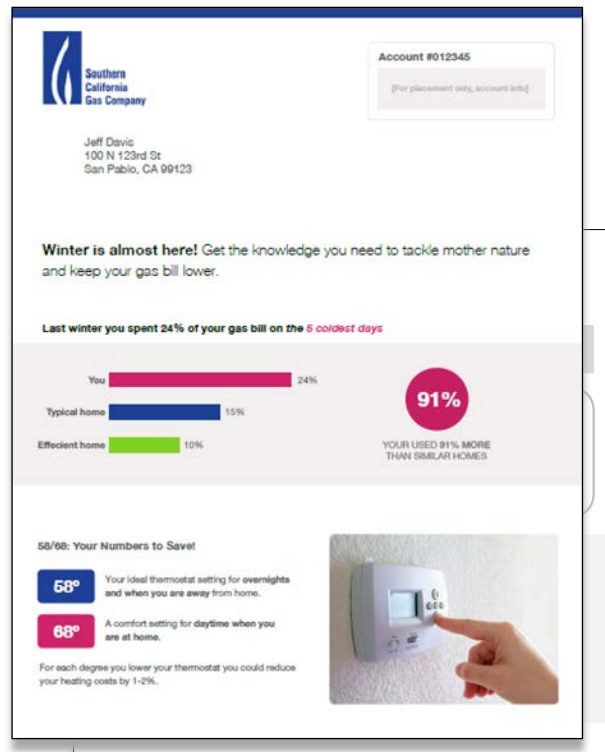 Southern
California
Gas Company
Account #012345
[For placement only, account info]
Jeff Davis
100 N 123rd St
San Pablo, CA 99123
Winter is almost here! Get the knowledge you need to tackle mother nature
and keep your gas bill lower.
Last winter you spent 24% of your gas bill on the 5 coldest days
You
24%
Typical home
15%
Effecient home
10%
91%
YOUR USED 91% MORE
THAN SIMILAR HOMES
58/68: Your Numbers to Save!
58º
Your ideal thermostat setting for overnights
and when you are away from home.
68º
A comfort setting for daytime when you
are at home.
For each degree you lower your thermostat you could reduce
your heating costs by 1-2%.